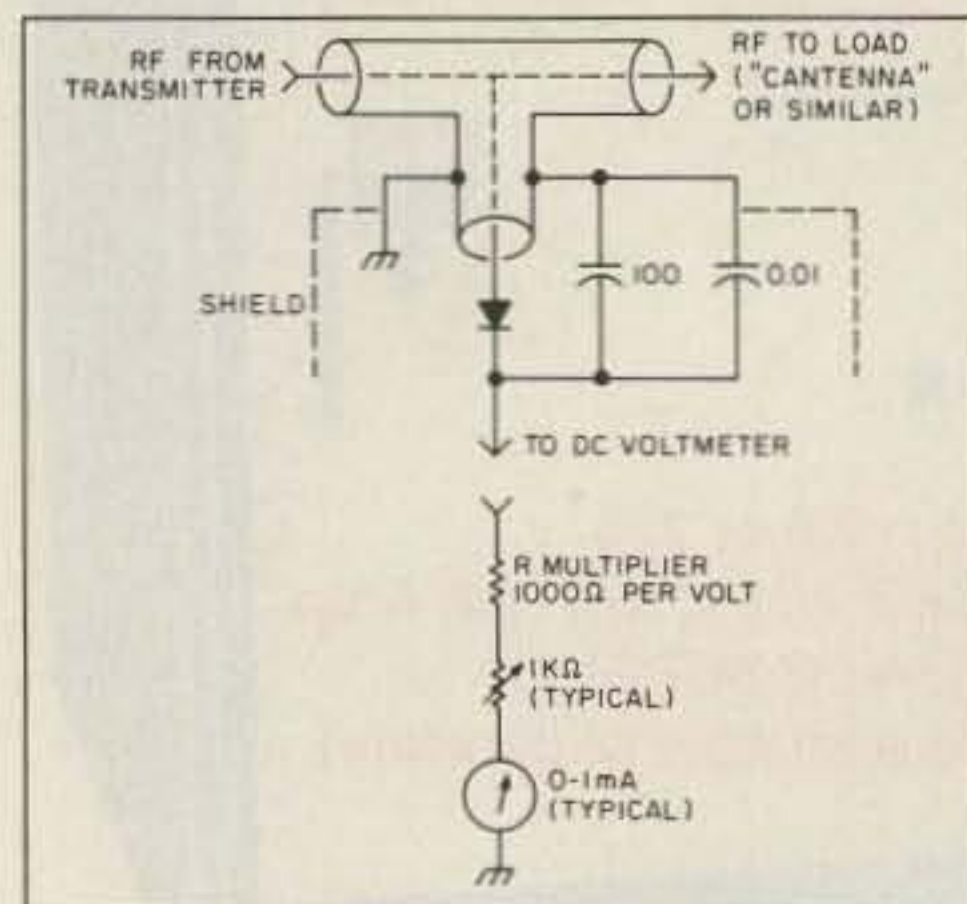 RF FROM
TRANSMITTER
RF TO LOAD
("CANTENNA"
OR SIMILAR)
SHIELD
100
0.01
TO DC VOLTMETER
R MULTIPLIER
1000Ω PER VOLT
1KΩ
(TYPICAL)
0-1mA
(TYPICAL)